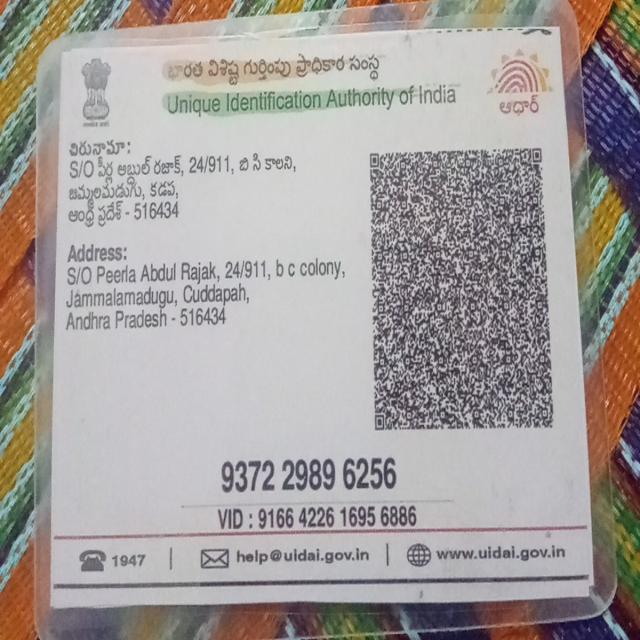 భారత విశిష్ట గుర్తింపు ప్రాధికార సంస్థ
Unique Identification Authority of India
ఆధార్
చిరునామా:
S/O పీర్ల అబ్దుల్ రజాక్, 24/911, బి సి కాలని,
జమ్మలమడుగు, కడప,
ఆంధ్ర ప్రదేశ్ - 516434
Address:
S/O Peerla Abdul Rajak, 24/911, b c colony,
Jammalamadugu, Cuddapah,
Andhra Pradesh - 516434
9372 2989 6256
VID : 9166 4226 1695 6886
1947 | help@uidai.gov.in | www.uidai.gov.in